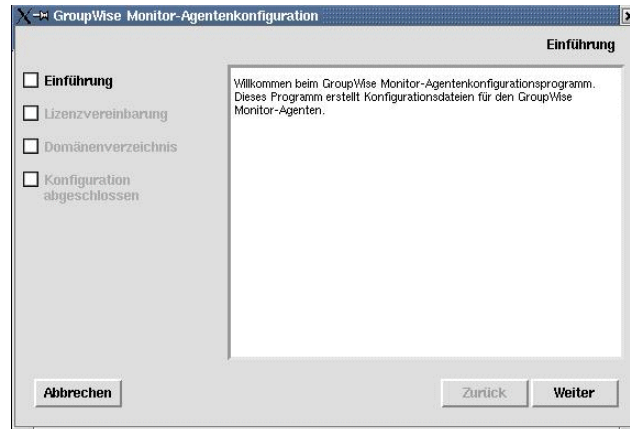 GroupWise Monitor-Agentenkonfiguration
Einführung
Einführung
Lizenzvereinbarung
Domänenverzeichnis
Konfiguration
abgeschlossen
Willkommen beim GroupWise Monitor-Agentenkonfigurationsprogramm.
Dieses Programm erstellt Konfigurationsdateien für den GroupWise
Monitor-Agenten.
Abbrechen
Zurück
Weiter